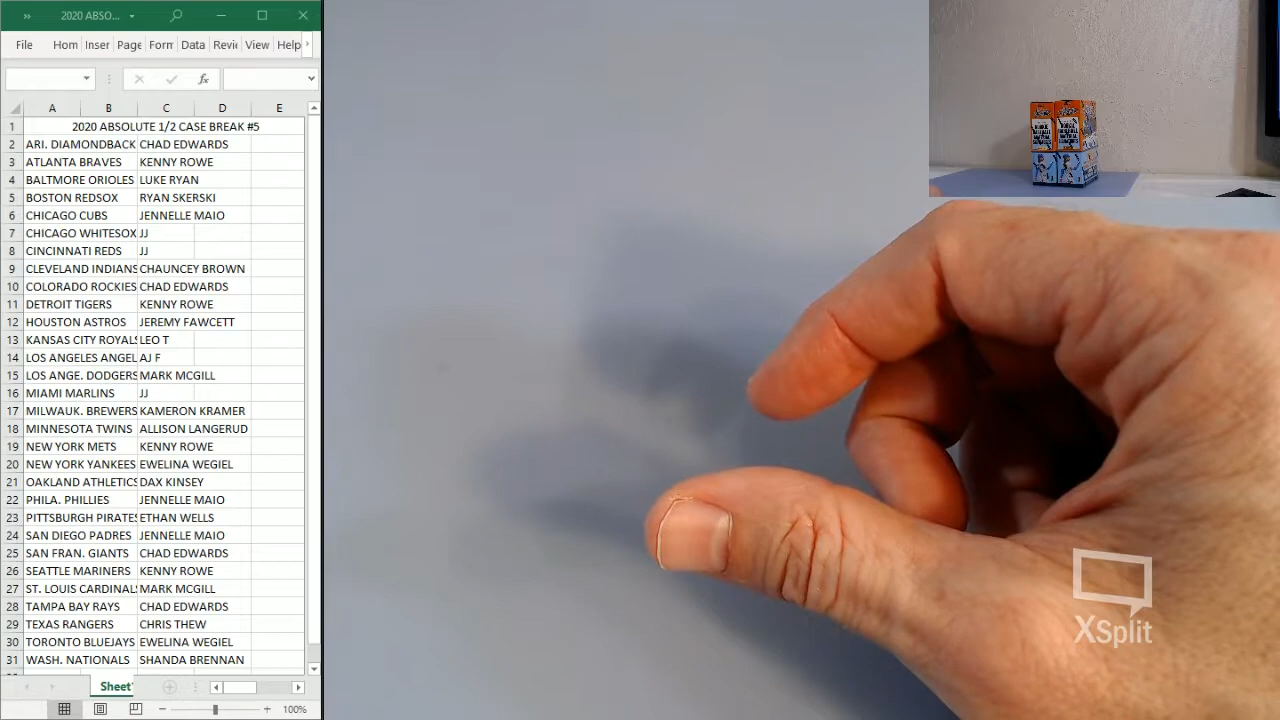 2020 ABSO...
File Hom Inser Page Forn Data Revie View Help
fx
A B C D E
1 2020 ABSOLUTE 1/2 CASE BREAK #5
2 ARI. DIAMONDBACK CHAD EDWARDS
3 ATLANTA BRAVES KENNY ROWE
4 BALTMORE ORIOLES LUKE RYAN
5 BOSTON REDSOX RYAN SKERSKI
6 CHICAGO CUBS JENNELLE MAIO
7 CHICAGO WHITESOX JJ
8 CINCINNATI REDS JJ
9 CLEVELAND INDIANS CHAUNCEY BROWN
10 COLORADO ROCKIES CHAD EDWARDS
11 DETROIT TIGERS KENNY ROWE
12 HOUSTON ASTROS JEREMY FAWCETT
13 KANSAS CITY ROYALS LEO T
14 LOS ANGELES ANGEL AJ F
15 LOS ANGE. DODGERS MARK MCGILL
16 MIAMI MARLINS JJ
17 MILWAUK. BREWERS KAMERON KRAMER
18 MINNESOTA TWINS ALLISON LANGERUD
19 NEW YORK METS KENNY ROWE
20 NEW YORK YANKEES EWELINA WEGIEL
21 OAKLAND ATHLETICS DAX KINSEY
22 PHILA. PHILLIES JENNELLE MAIO
23 PITTSBURGH PIRATES ETHAN WELLS
24 SAN DIEGO PADRES JENNELLE MAIO
25 SAN FRAN. GIANTS CHAD EDWARDS
26 SEATTLE MARINERS KENNY ROWE
27 ST. LOUIS CARDINALS MARK MCGILL
28 TAMPA BAY RAYS CHAD EDWARDS
29 TEXAS RANGERS CHRIS THEW
30 TORONTO BLUEJAYS EWELINA WEGIEL
31 WASH. NATIONALS SHANDA BRENNAN
Sheet1
100%
XSplit